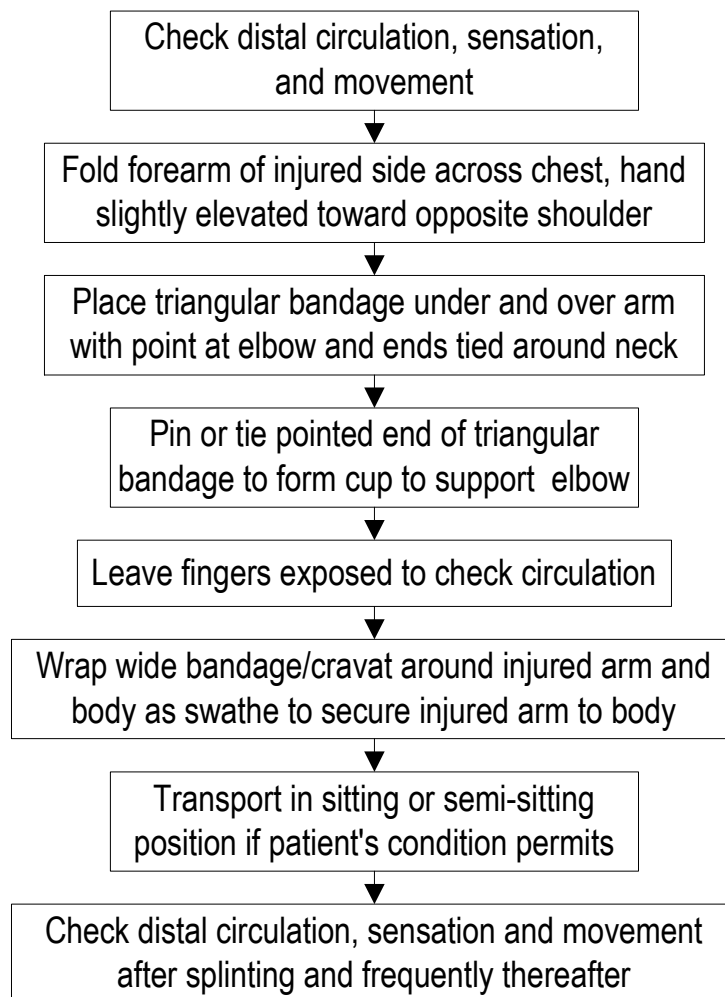 Check distal circulation, sensation,
and movement
Fold forearm of injured side across chest, hand
slightly elevated toward opposite shoulder
Place triangular bandage under and over arm
with point at elbow and ends tied around neck
Pin or tie pointed end of triangular
bandage to form cup to support elbow
Leave fingers exposed to check circulation
Wrap wide bandage/cravat around injured arm and
body as swathe to secure injured arm to body
Transport in sitting or semi-sitting
position if patient's condition permits
Check distal circulation, sensation and movement
after splinting and frequently thereafter